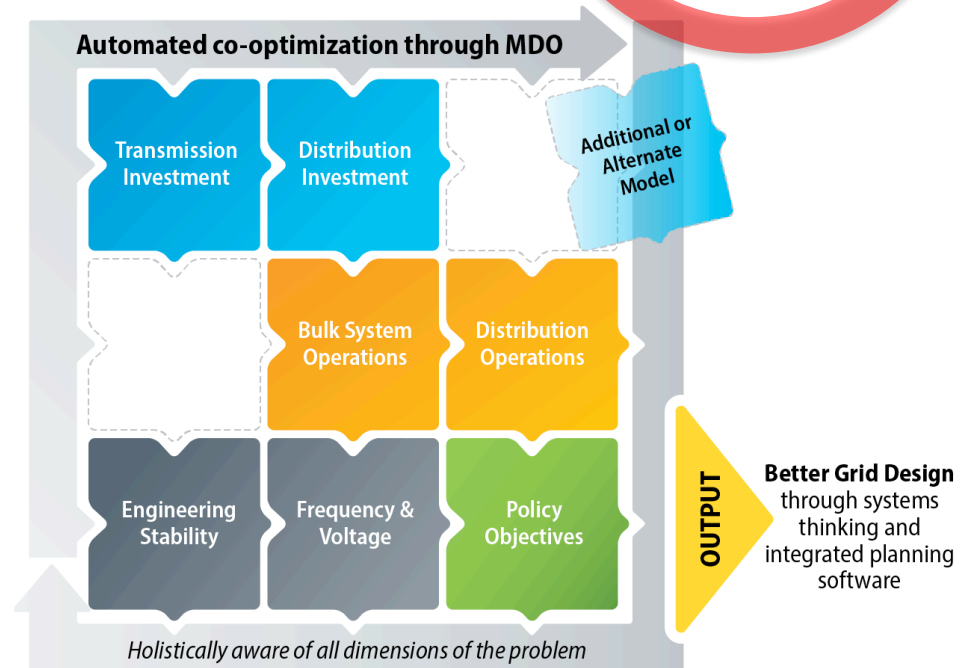 Automated co-optimization through MDO
Transmission
Investment
Distribution
Investment
Additional or
Alternate
Model
Bulk System
Operations
Distribution
Operations
Engineering
Stability
Frequency &
Voltage
Policy
Objectives
OUTPUT
Better Grid Design
through systems
thinking and
integrated planning
software
Holistically aware of all dimensions of the problem